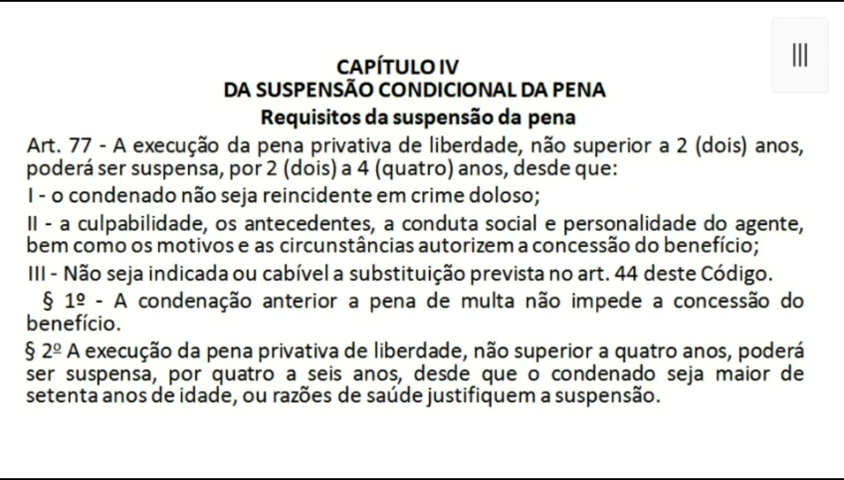 CAPÍTULO IV
DA SUSPENSÃO CONDICIONAL DA PENA
Requisitos da suspensão da pena
Art. 77 - A execução da pena privativa de liberdade, não superior a 2 (dois) anos,
poderá ser suspensa, por 2 (dois) a 4 (quatro) anos, desde que:
I - o condenado não seja reincidente em crime doloso;
II - a culpabilidade, os antecedentes, a conduta social e personalidade do agente,
bem como os motivos e as circunstâncias autorizem a concessão do benefício;
III - Não seja indicada ou cabível a substituição prevista no art. 44 deste Código.
§ 1º - A condenação anterior a pena de multa não impede a concessão do
benefício.
§ 2º A execução da pena privativa de liberdade, não superior a quatro anos, poderá
ser suspensa, por quatro a seis anos, desde que o condenado seja maior de
setenta anos de idade, ou razões de saúde justifiquem a suspensão.